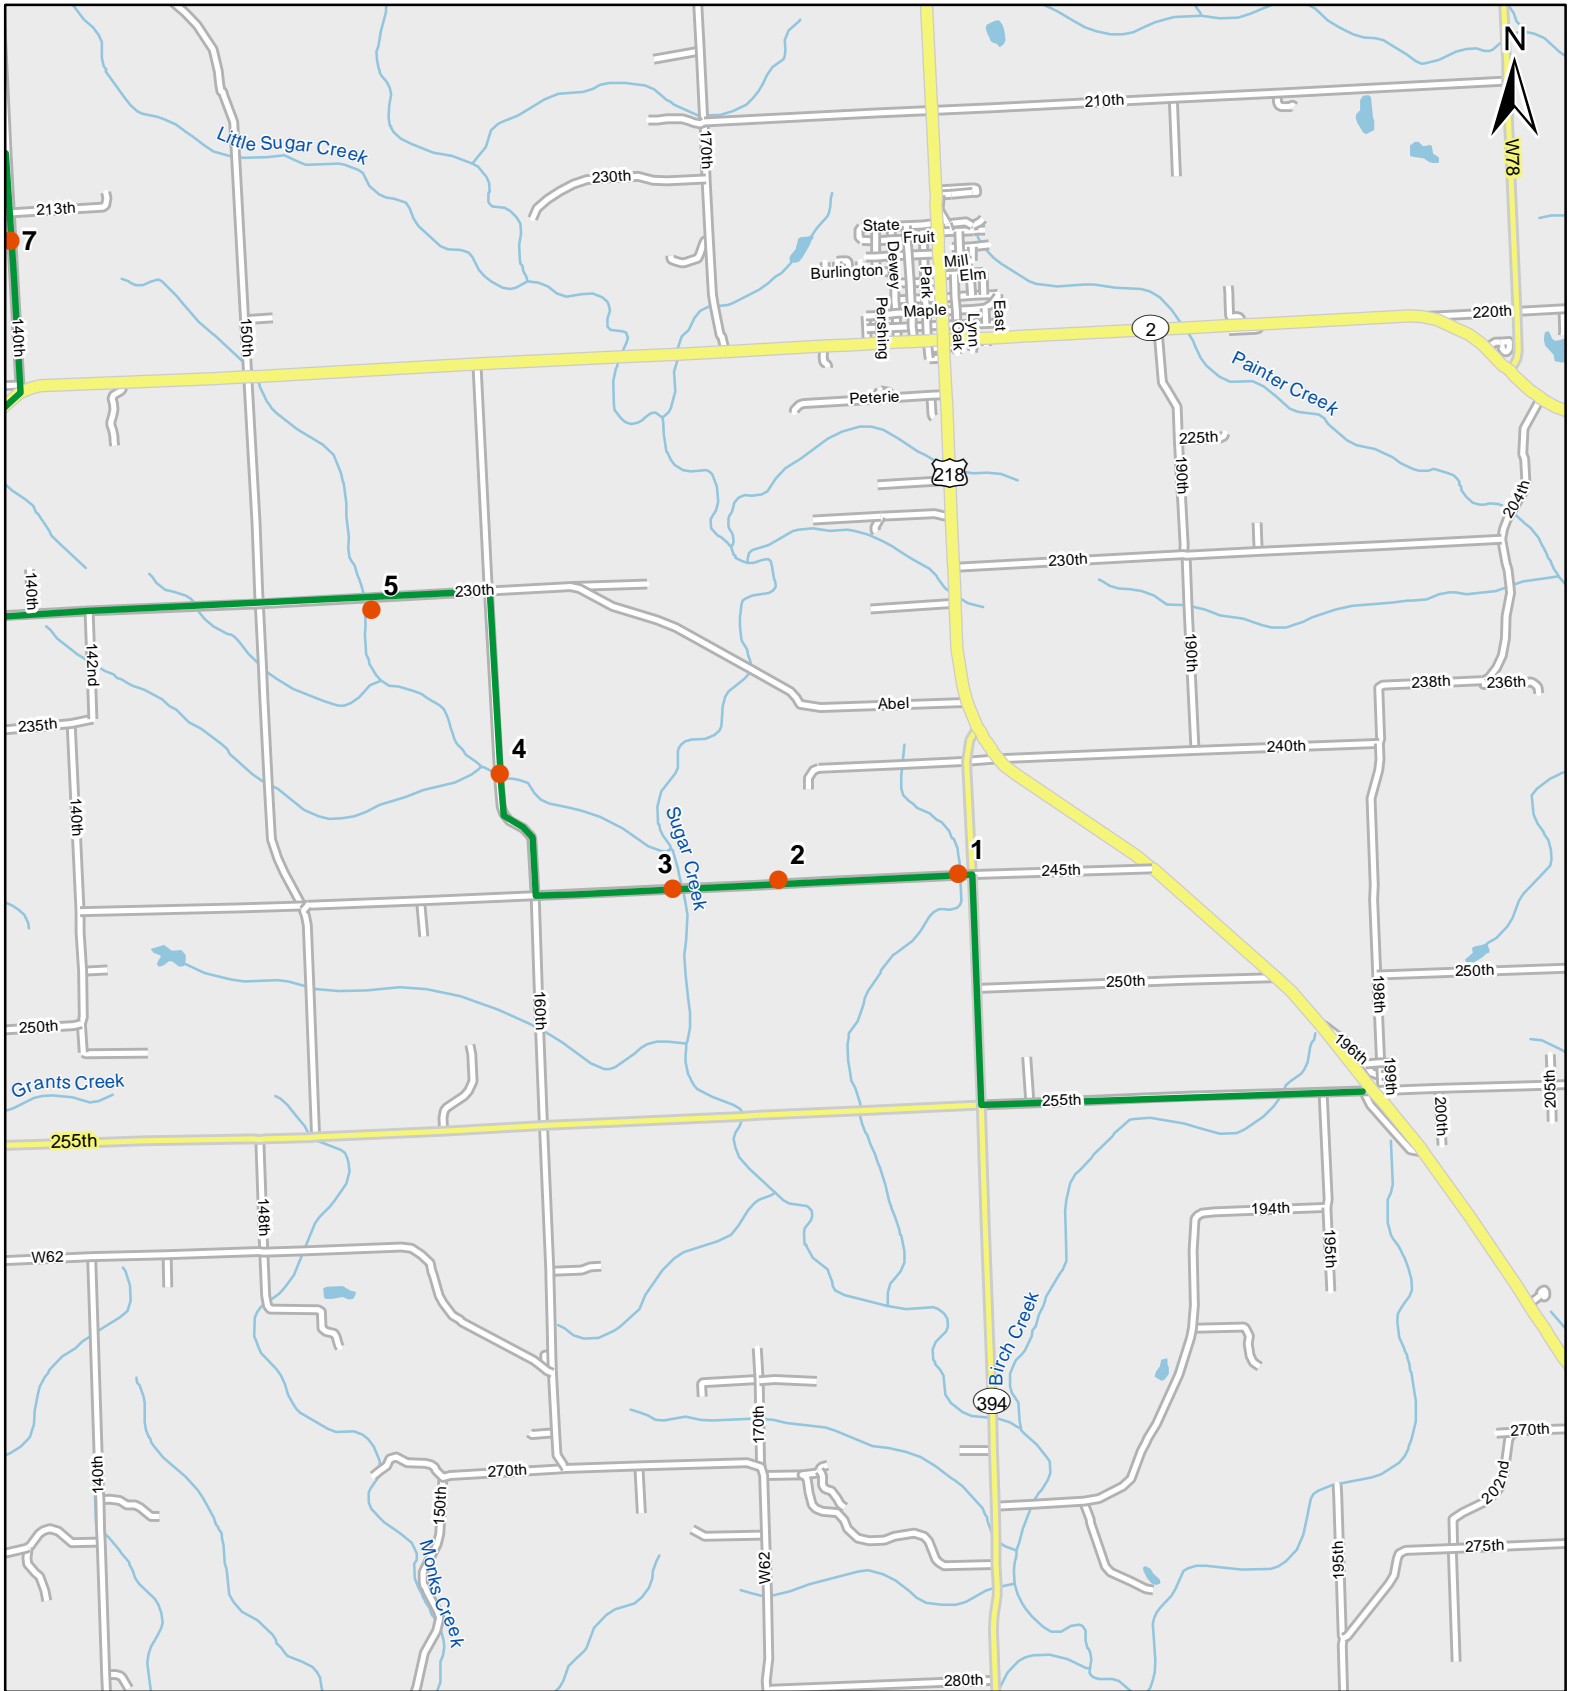 N
210th
W78
Little Sugar Creek
170th
230th
213th
State
Fruit
7
Dewey
Mill
Burlington
Park
Elm
Pershing
Maple
East
Lynn
Oak
220th
140th
150th
2
Painter Creek
Peterie
225th
190th
218
204th
230th
5
140th
230th
142nd
190th
238th
236th
Abel
235th
4
240th
140th
Sugar Creek
3
2
1
245th
250th
250th
198th
160th
250th
196th
199th
Grants Creek
205th
255th
200th
255th
148th
194th
195th
W62
Birch Creek
394
170th
270th
140th
270th
202nd
150th
Monks Creek
W62
195th
275th
280th